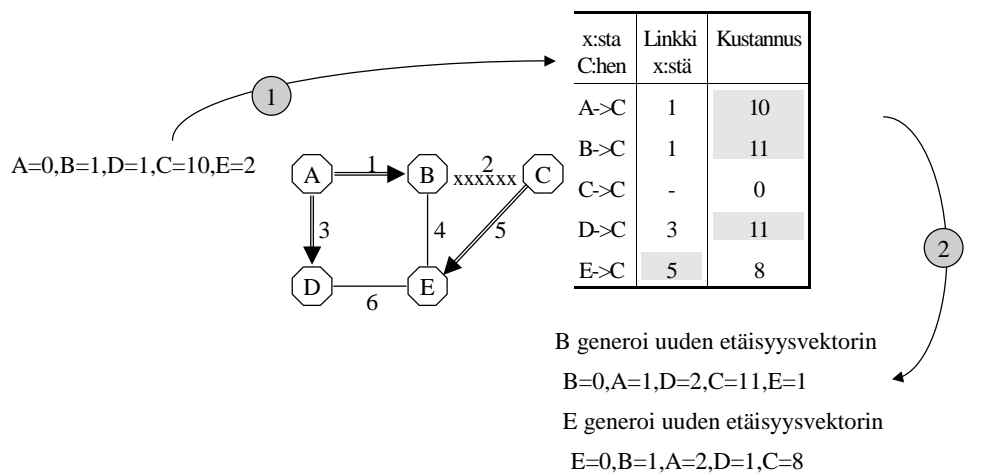 x:sta Linkki Kustannus
C:hen x:stä
A->C 1 10
B->C 1 11
C->C - 0
D->C 3 11
E->C 5 8
1
A=0,B=1,D=1,C=10,E=2
A 1 B 2 C
xxxxxx
3 4 5
D 6 E
2
B generoi uuden etäisyysvektorin
B=0,A=1,D=2,C=11,E=1
E generoi uuden etäisyysvektorin
E=0,B=1,A=2,D=1,C=8